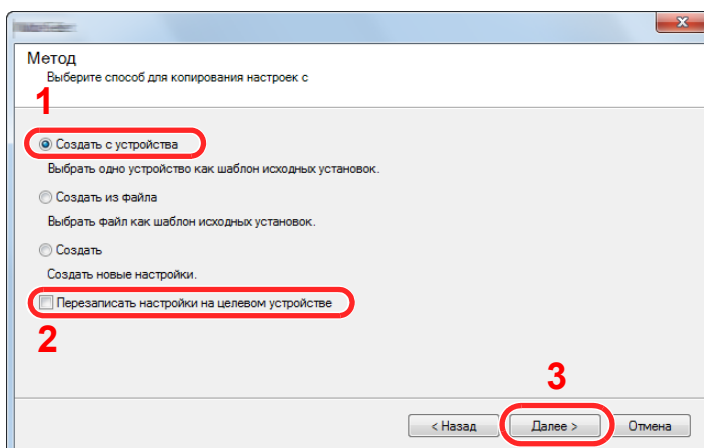 Метод
Выберите способ для копирования настроек с
1
Создать с устройства
Выбрать одно устройство как шаблон исходных установок.
Создать из файла
Выбрать файл как шаблон исходных установок.
Создать
Создать новые настройки.
Перезаписать настройки на целевом устройстве
2
3
< Назад Далее > Отмена